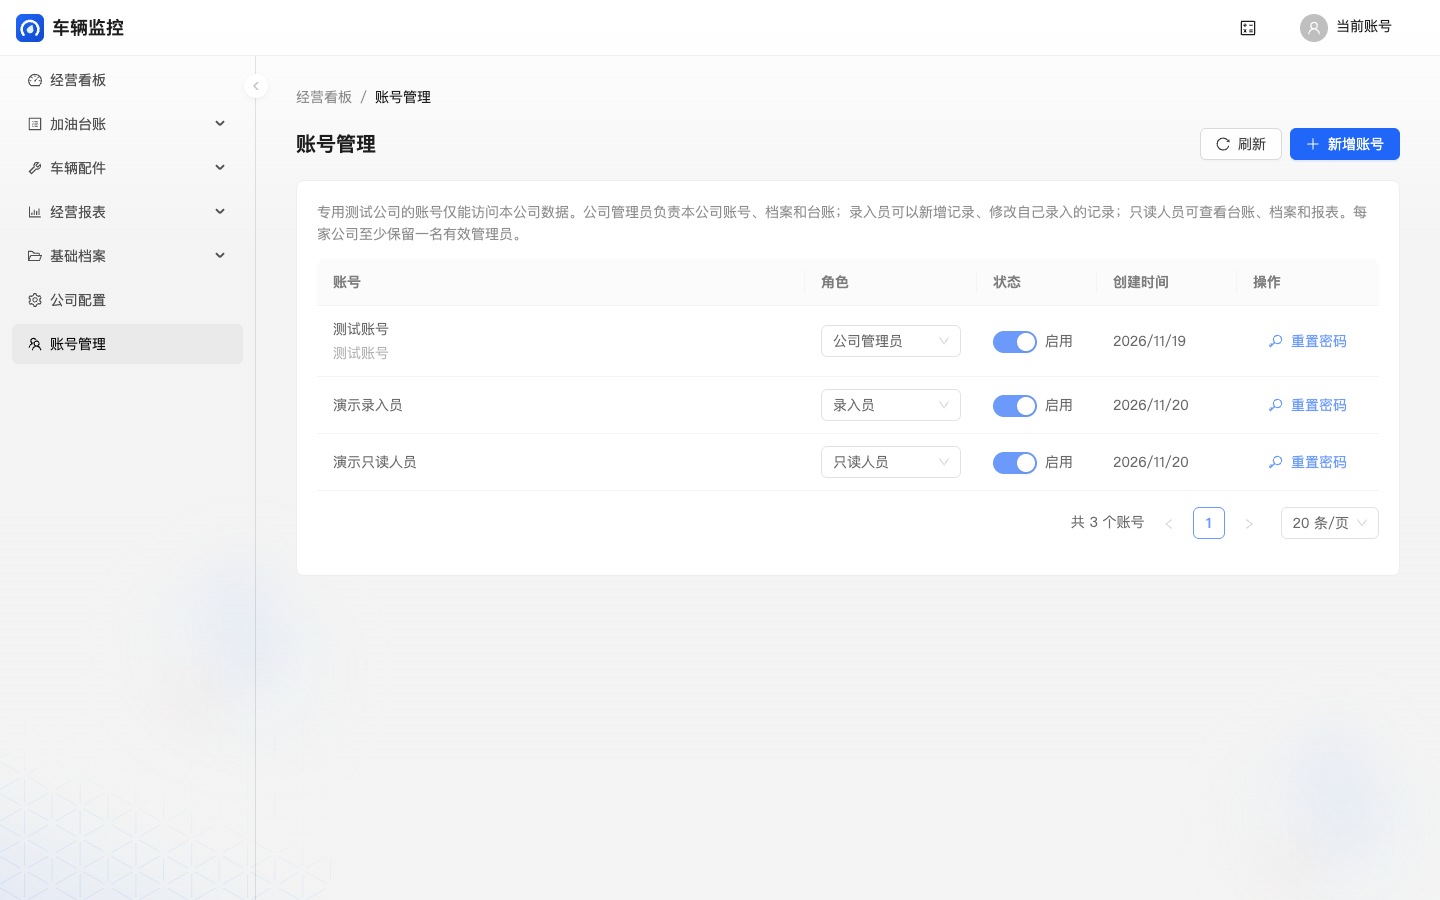 车辆监控
当前账号
经营看板
加油台账
车辆配件
经营报表
基础档案
公司配置
账号管理
经营看板 / 账号管理
账号管理
刷新
新增账号
专用测试公司的账号仅能访问本公司数据。公司管理员负责本公司账号、档案和台账；录入员可以新增记录、修改自己录入的记录；只读人员可查看台账、档案和报表。每
家公司至少保留一名有效管理员。
账号 角色 状态 创建时间 操作
测试账号
测试账号
公司管理员 启用 2026/11/19 重置密码
演示录入员 录入员 启用 2026/11/20 重置密码
演示只读人员 只读人员 启用 2026/11/20 重置密码
共 3 个账号 1 20 条/页